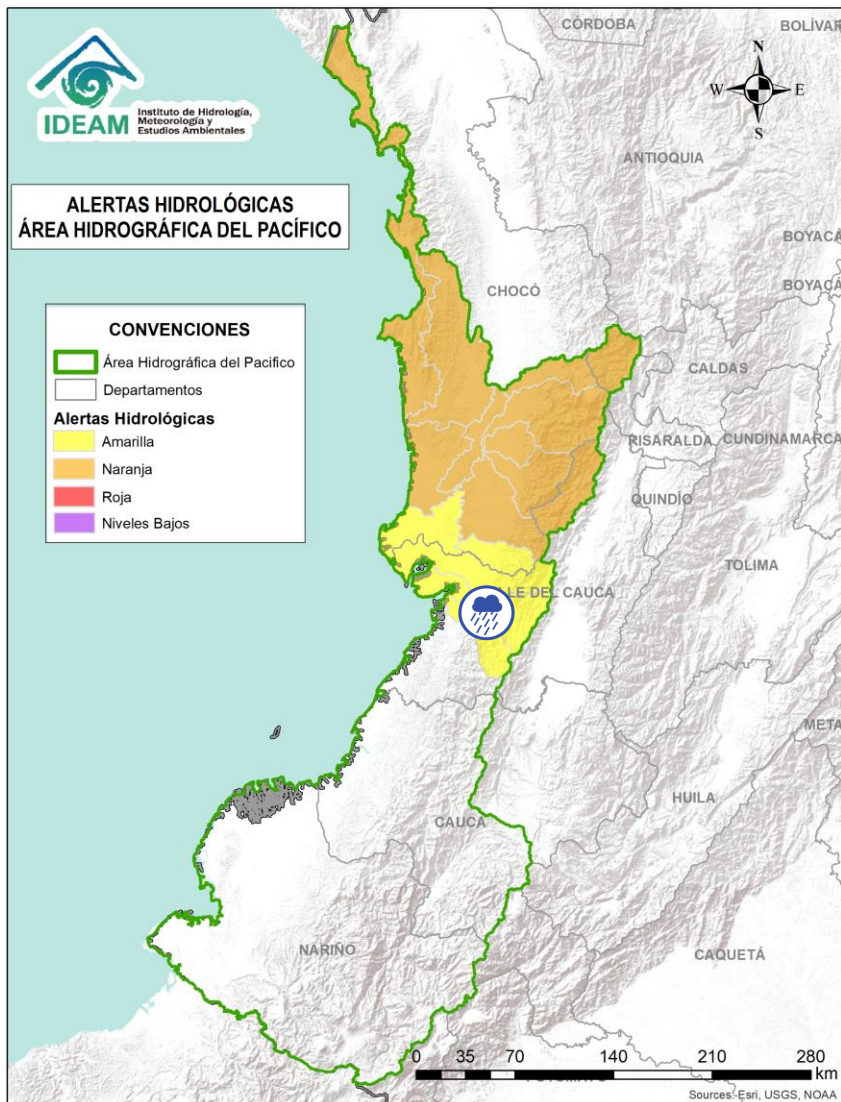 CÓRDOBA
BOLÍVAR
N
W
E
S
IDEAM
Instituto de Hidrología,
Meteorología y
Estudios Ambientales
ANTIOQUIA
ALERTAS HIDROLÓGICAS
ÁREA HIDROGRÁFICA DEL PACÍFICO
BOYACÁ
BOYACÁ
CHOCÓ
CONVENCIONES
Área Hidrográfica del Pacifico
Departamentos
Alertas Hidrológicas
Amarilla
Naranja
Roja
Niveles Bajos
CALDAS
RISARALDA
CUNDINAMARCA
QUINDÍO
TOLIMA
LLE DEL CAUCA
META
HUILA
CAUCA
NARIÑO
CAQUETÁ
0 35 70 140 210 280
km
Sources: Esri, USGS, NOAA